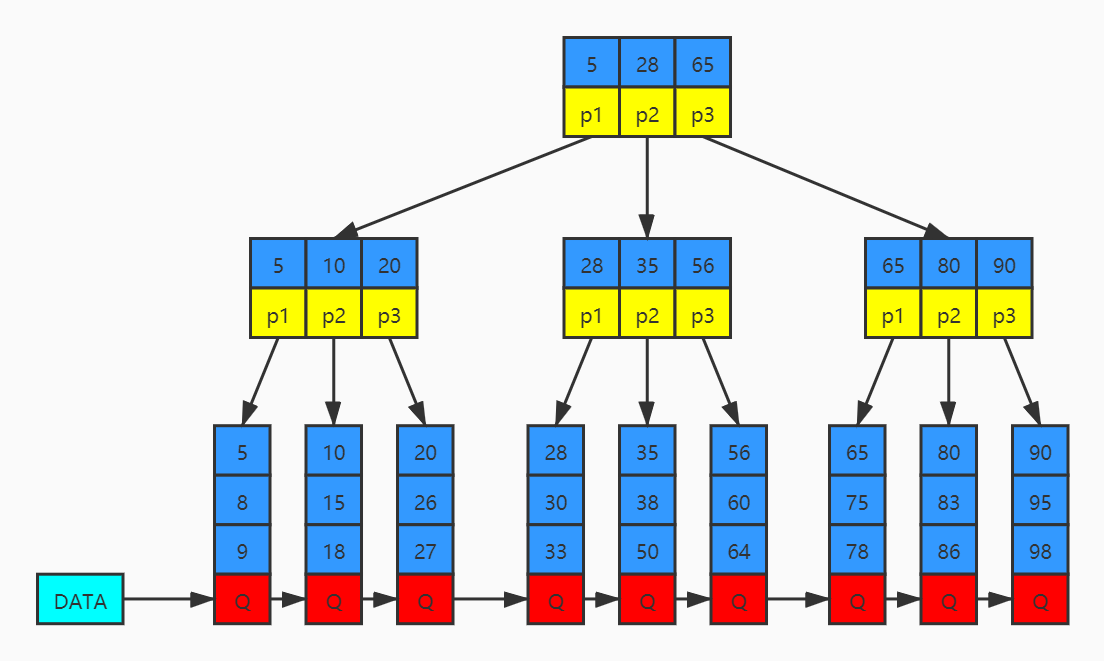 5 28 65
p1 p2 p3
5 10 20 28 35 56 65 80 90
p1 p2 p3 p1 p2 p3 p1 p2 p3
5 10 20 28 35 56 65 80 90
8 15 26 30 38 60 75 83 95
9 18 27 33 50 64 78 86 98
DATA Q Q Q Q Q Q Q Q Q